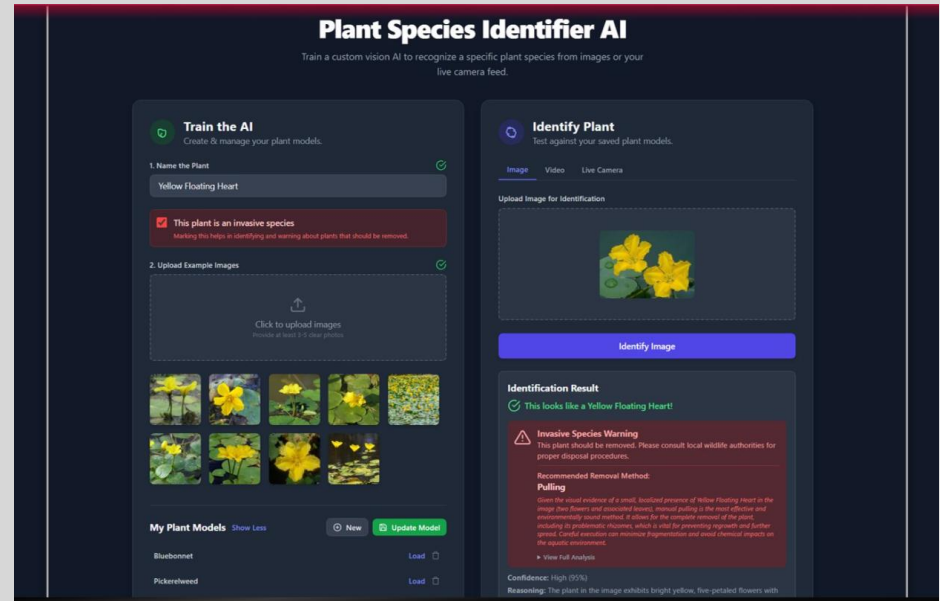 Plant Species Identifier AI
Train a custom vision AI to recognize a specific plant species from images or your
live camera feed.
Train the AI
Create & manage your plant models.
1. Name the Plant
Yellow Floating Heart
This plant is an invasive species
Marking this helps in identifying and warning about plants that should be removed.
2. Upload Example Images
Click to upload images
Provide at least 3-5 clear photos
My Plant Models Show Less
New
Update Model
Bluebonnet
Load
Pickerelweed
Load
Identify Plant
Test against your saved plant models.
Image Video Live Camera
Upload Image for Identification
Identify Image
Identification Result
This looks like a Yellow Floating Heart!
Invasive Species Warning
This plant should be removed. Please consult local wildlife authorities for
proper disposal procedures.
Recommended Removal Method:
Pulling
Given the visual evidence of a small, localized presence of Yellow Floating Heart in the
image (two flowers and associated leaves), manual pulling is the most effective and
environmentally sound method. It allows for the complete removal of the plant,
including its problematic rhizomes, which is vital for preventing regrowth and further
spread. Careful execution can minimize fragmentation and avoid chemical impacts on
the aquatic environment.
View Full Analysis
Confidence: High (95%)
Reasoning: The plant in the image exhibits bright yellow, five-petaled flowers with